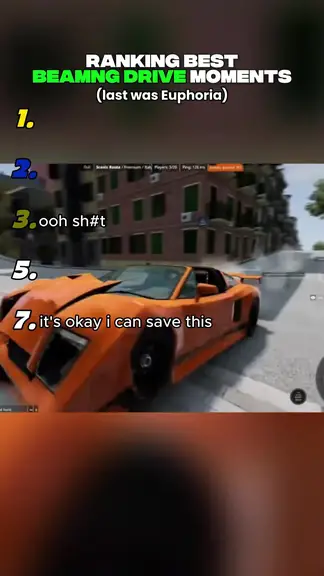 RANKING BEST
BEAMNG DRIVE MOMENTS
(last was Euphoria)
1.
2.
3. ooh sh#t
5.
7. it's okay i can save this